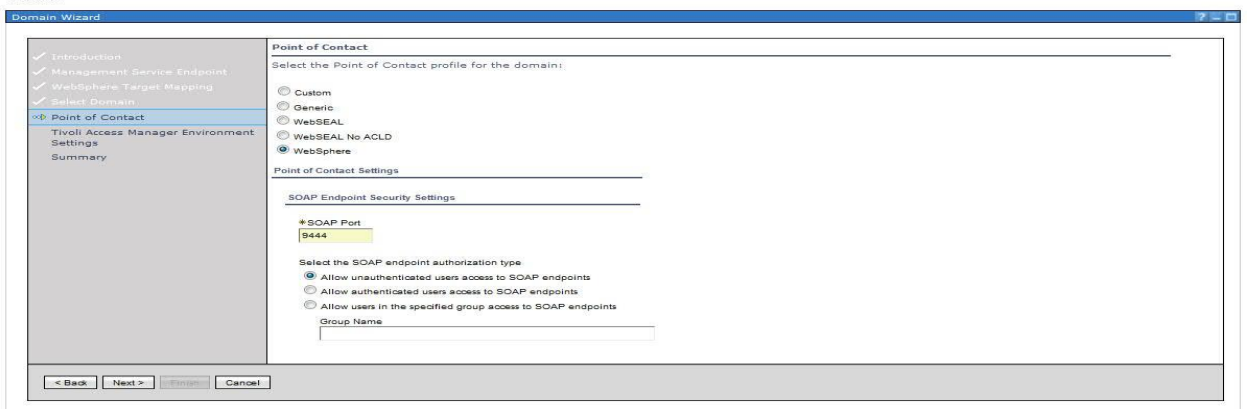 Domain Wizard
? – □
Introduction
Management Service Endpoint
WebSphere Target Mapping
Select Domain
Point of Contact
Tivoli Access Manager Environment
Settings
Summary
Point of Contact
Select the Point of Contact profile for the domain:
Custom
Generic
WebSEAL
WebSEAL No ACLD
WebSphere
Point of Contact Settings
SOAP Endpoint Security Settings
*SOAP Port
9444
Select the SOAP endpoint authorization type
Allow unauthenticated users access to SOAP endpoints
Allow authenticated users access to SOAP endpoints
Allow users in the specified group access to SOAP endpoints
Group Name
< Back Next > Finish Cancel